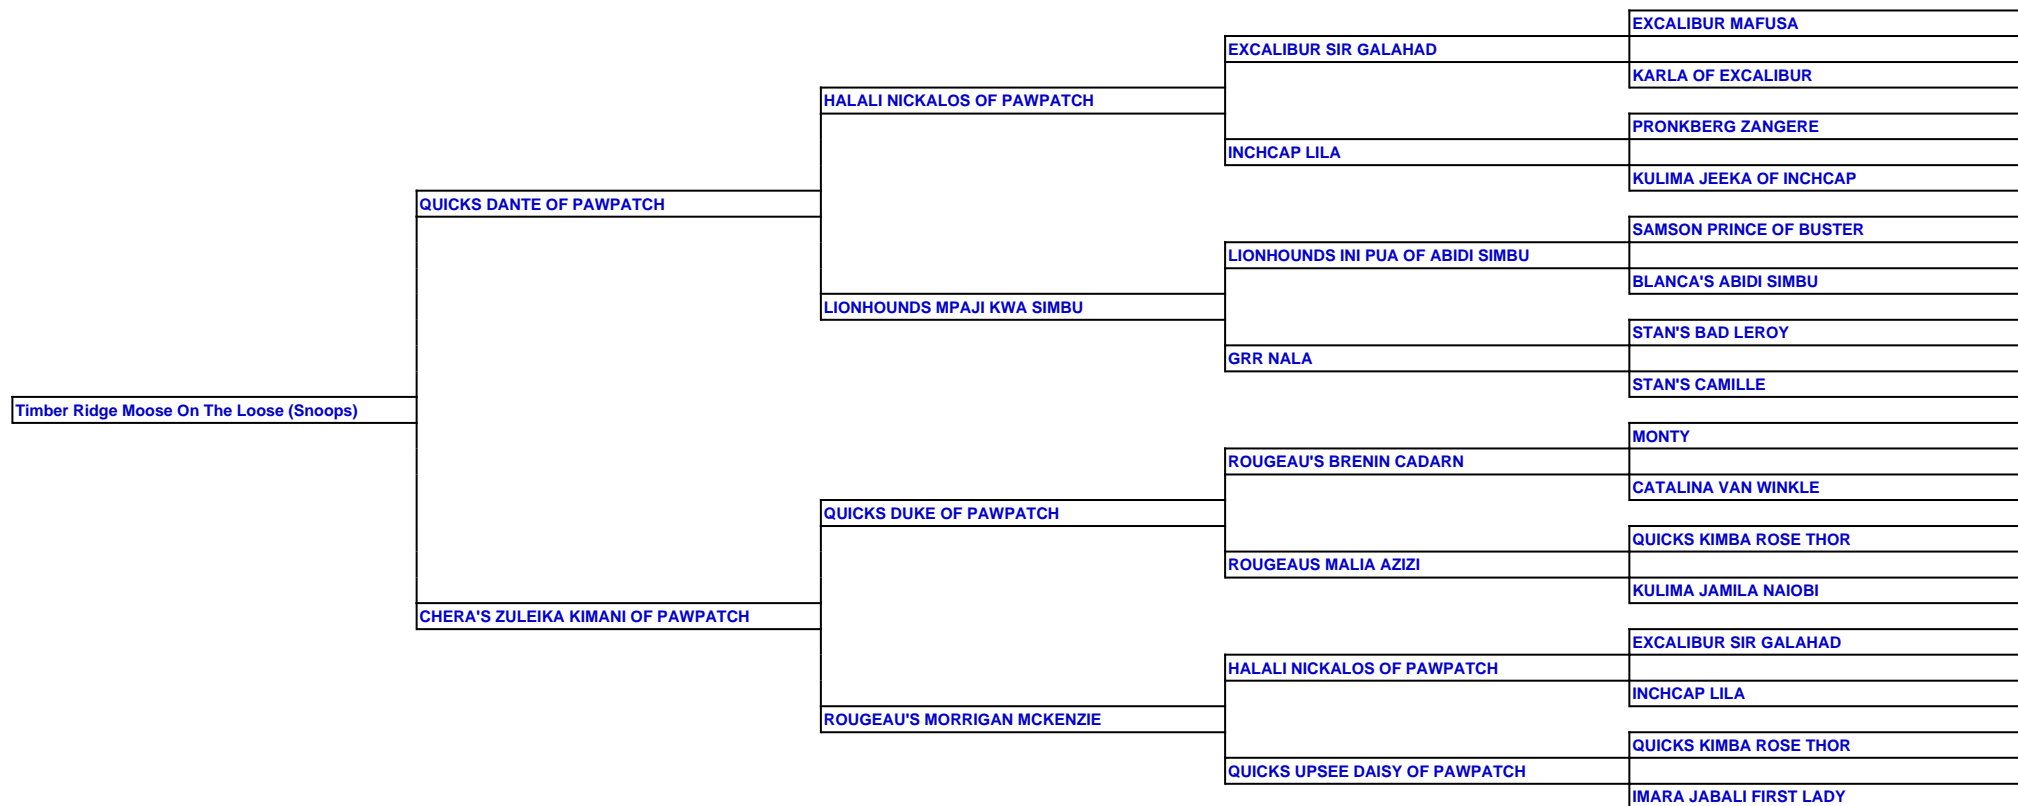 EXCALIBUR MAFUSA
EXCALIBUR SIR GALAHAD
KARLA OF EXCALIBUR
HALALI NICKALOS OF PAWPATCH
PRONKBERG ZANGERE
INCHCAP LILA
KULIMA JEEKA OF INCHCAP
QUICKS DANTE OF PAWPATCH
SAMSON PRINCE OF BUSTER
LIONHOUNDS INI PUA OF ABIDI SIMBU
BLANCA'S ABIDI SIMBU
LIONHOUNDS MPAJI KWA SIMBU
STAN'S BAD LEROY
GRR NALA
STAN'S CAMILLE
Timber Ridge Moose On The Loose (Snoops)
MONTY
ROUGEAU'S BRENIN CADARN
CATALINA VAN WINKLE
QUICKS DUKE OF PAWPATCH
QUICKS KIMBA ROSE THOR
ROUGEAUS MALIA AZIZI
KULIMA JAMILA NAIOBI
CHERA'S ZULEIKA KIMANI OF PAWPATCH
EXCALIBUR SIR GALAHAD
HALALI NICKALOS OF PAWPATCH
INCHCAP LILA
ROUGEAU'S MORRIGAN MCKENZIE
QUICKS KIMBA ROSE THOR
QUICKS UPSEE DAISY OF PAWPATCH
IMARA JABALI FIRST LADY